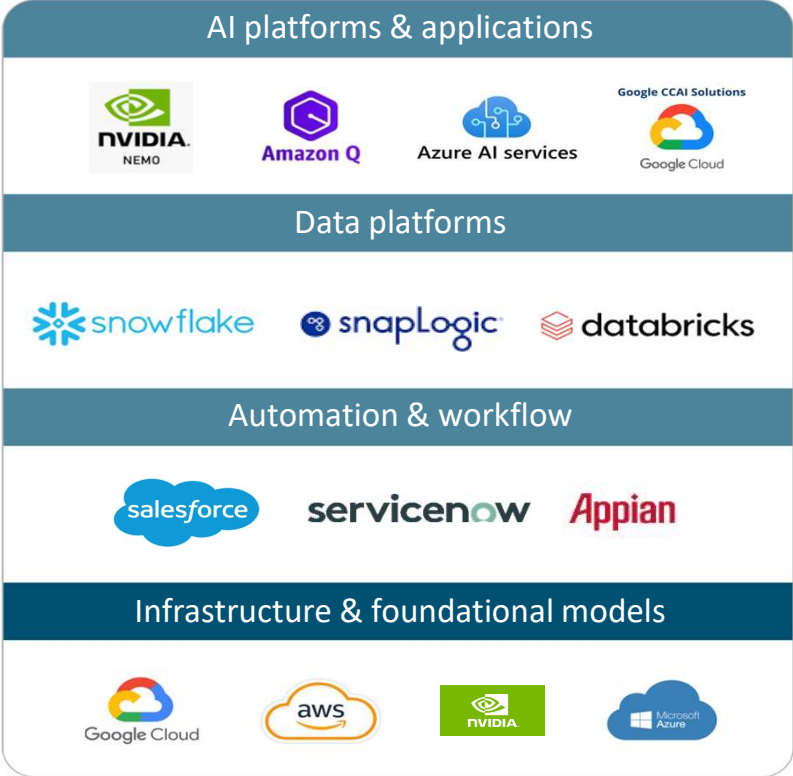 AI platforms & applications
NVIDIA.
NEMO
Amazon Q
Azure AI services
Google CCAI Solutions
Google Cloud
Data platforms
snowflake
snapLogic
databricks
Automation & workflow
salesforce
servicenow
Appian
Infrastructure & foundational models
Google Cloud
aws
NVIDIA.
Microsoft
Azure